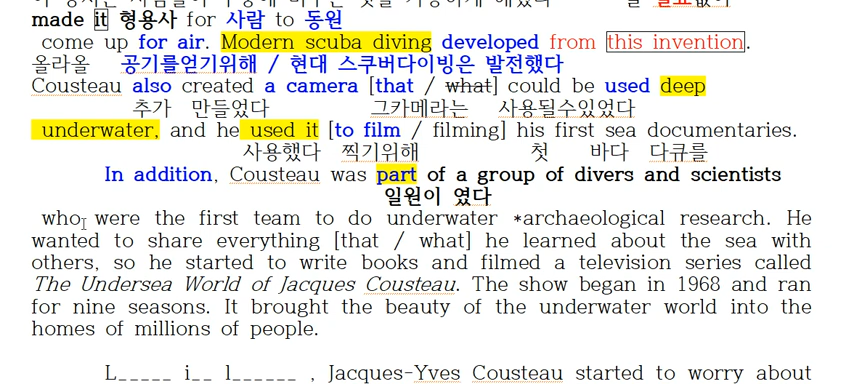 made it 형용사 for 사람 to 동원
come up for air. Modern scuba diving developed from this invention.
올라올 공기를얻기위해 / 현대 스쿠버다이빙은 발전했다
Cousteau also created a camera [that / what] could be used deep
추가 만들었다 그카메라는 사용될수있었다
underwater, and he used it [to film / filming] his first sea documentaries.
사용했다 찍기위해 첫 바다 다큐를
In addition, Cousteau was part of a group of divers and scientists
일원이 였다
who were the first team to do underwater *archaeological research. He
wanted to share everything [that / what] he learned about the sea with
others, so he started to write books and filmed a television series called
The Undersea World of Jacques Cousteau. The show began in 1968 and ran
for nine seasons. It brought the beauty of the underwater world into the
homes of millions of people.
L_____ i__ l______ , Jacques-Yves Cousteau started to worry about